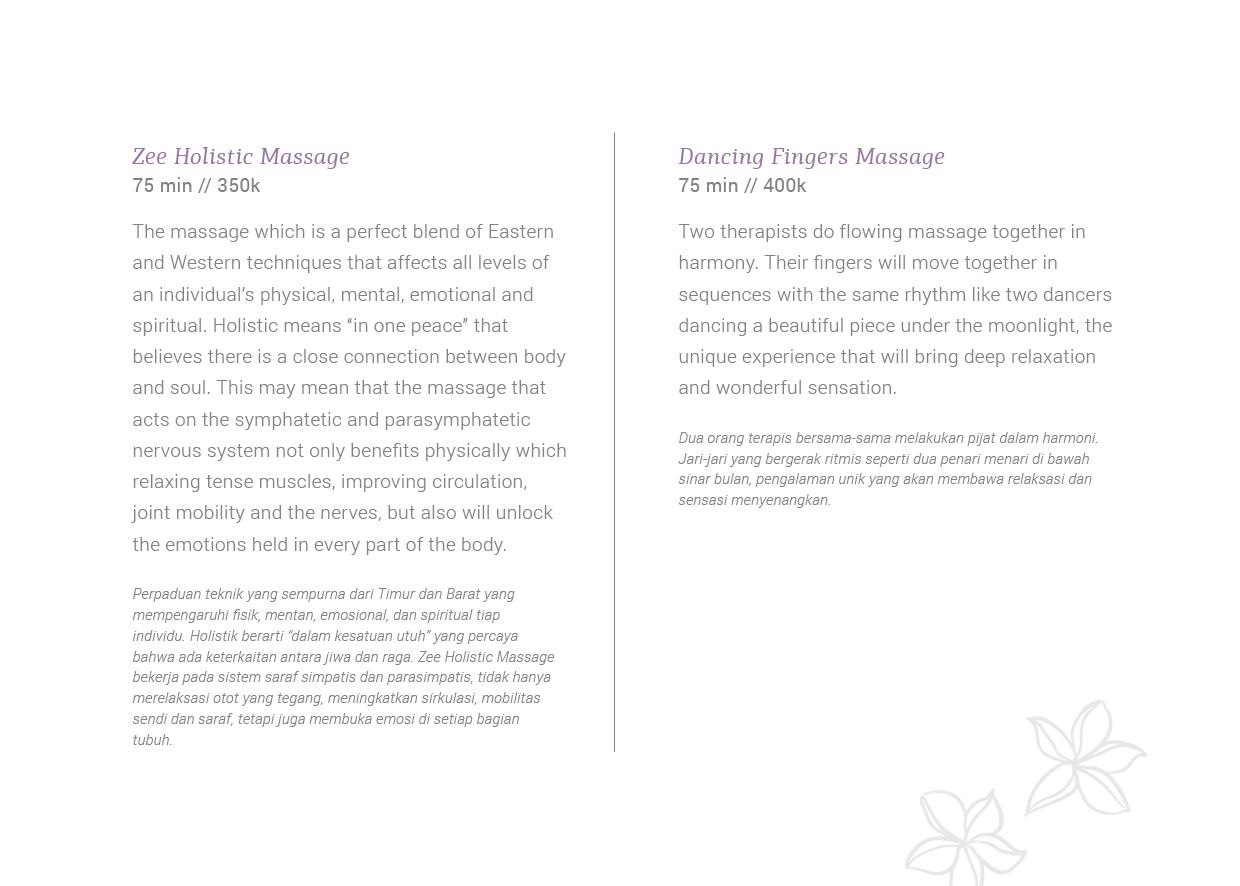 Zee Holistic Massage
75 min // 350k
The massage which is a perfect blend of Eastern
and Western techniques that affects all levels of
an individual's physical, mental, emotional and
spiritual. Holistic means "in one peace" that
believes there is a close connection between body
and soul. This may mean that the massage that
acts on the symphatetic and parasymphatetic
nervous system not only benefits physically which
relaxing tense muscles, improving circulation,
joint mobility and the nerves, but also will unlock
the emotions held in every part of the body.
Perpaduan teknik yang sempurna dari Timur dan Barat yang
mempengaruhi fisik, mentan, emosional, dan spiritual tiap
individu. Holistik berarti "dalam kesatuan utuh" yang percaya
bahwa ada keterkaitan antara jiwa dan raga. Zee Holistic Massage
bekerja pada sistem saraf simpatis dan parasimpatis, tidak hanya
merelaksasi otot yang tegang, meningkatkan sirkulasi, mobilitas
sendi dan saraf, tetapi juga membuka emosi di setiap bagian
tubuh.
Dancing Fingers Massage
75 min // 400k
Two therapists do flowing massage together in
harmony. Their fingers will move together in
sequences with the same rhythm like two dancers
dancing a beautiful piece under the moonlight, the
unique experience that will bring deep relaxation
and wonderful sensation.
Dua orang terapis bersama-sama melakukan pijat dalam harmoni.
Jari-jari yang bergerak ritmis seperti dua penari menari di bawah
sinar bulan, pengalaman unik yang akan membawa relaksasi dan
sensasi menyenangkan.